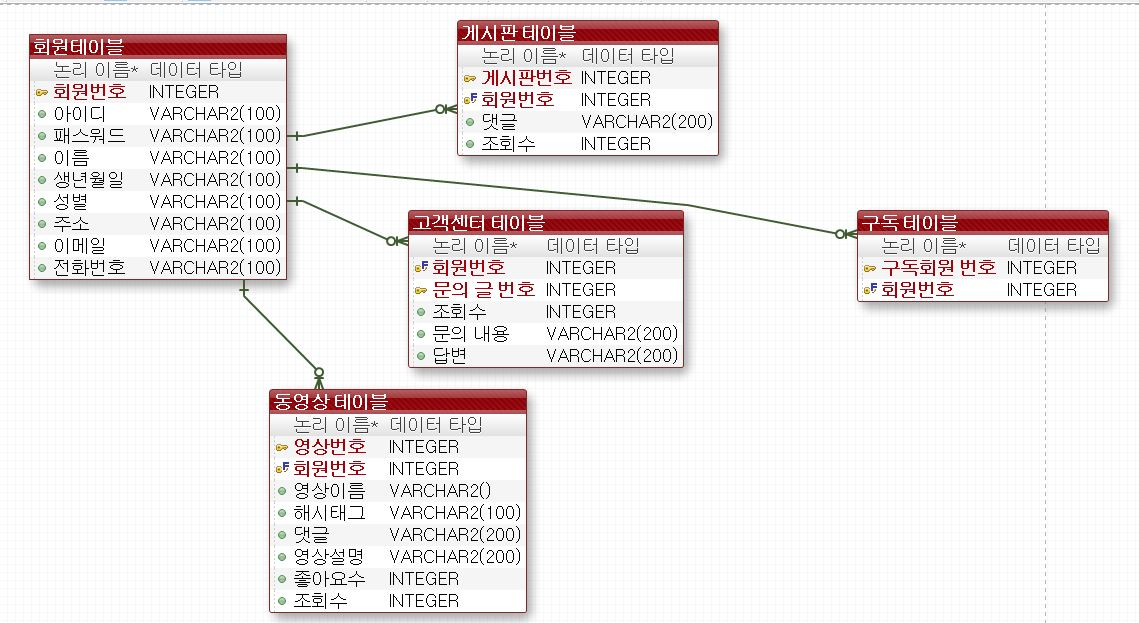 회원테이블
논리 이름* 데이터 타입
회원번호 INTEGER
아이디 VARCHAR2(100)
패스워드 VARCHAR2(100)
이름 VARCHAR2(100)
생년월일 VARCHAR2(100)
성별 VARCHAR2(100)
주소 VARCHAR2(100)
이메일 VARCHAR2(100)
전화번호 VARCHAR2(100)
게시판 테이블
논리 이름* 데이터 타입
게시판번호 INTEGER
회원번호 INTEGER
댓글 VARCHAR2(200)
조회수 INTEGER
고객센터 테이블
논리 이름* 데이터 타입
회원번호 INTEGER
문의 글 번호 INTEGER
조회수 INTEGER
문의 내용 VARCHAR2(200)
답변 VARCHAR2(200)
구독 테이블
논리 이름* 데이터 타입
구독회원 번호 INTEGER
회원번호 INTEGER
동영상 테이블
논리 이름* 데이터 타입
영상번호 INTEGER
회원번호 INTEGER
영상이름 VARCHAR2()
해시태그 VARCHAR2(100)
댓글 VARCHAR2(200)
영상설명 VARCHAR2(200)
좋아요수 INTEGER
조회수 INTEGER